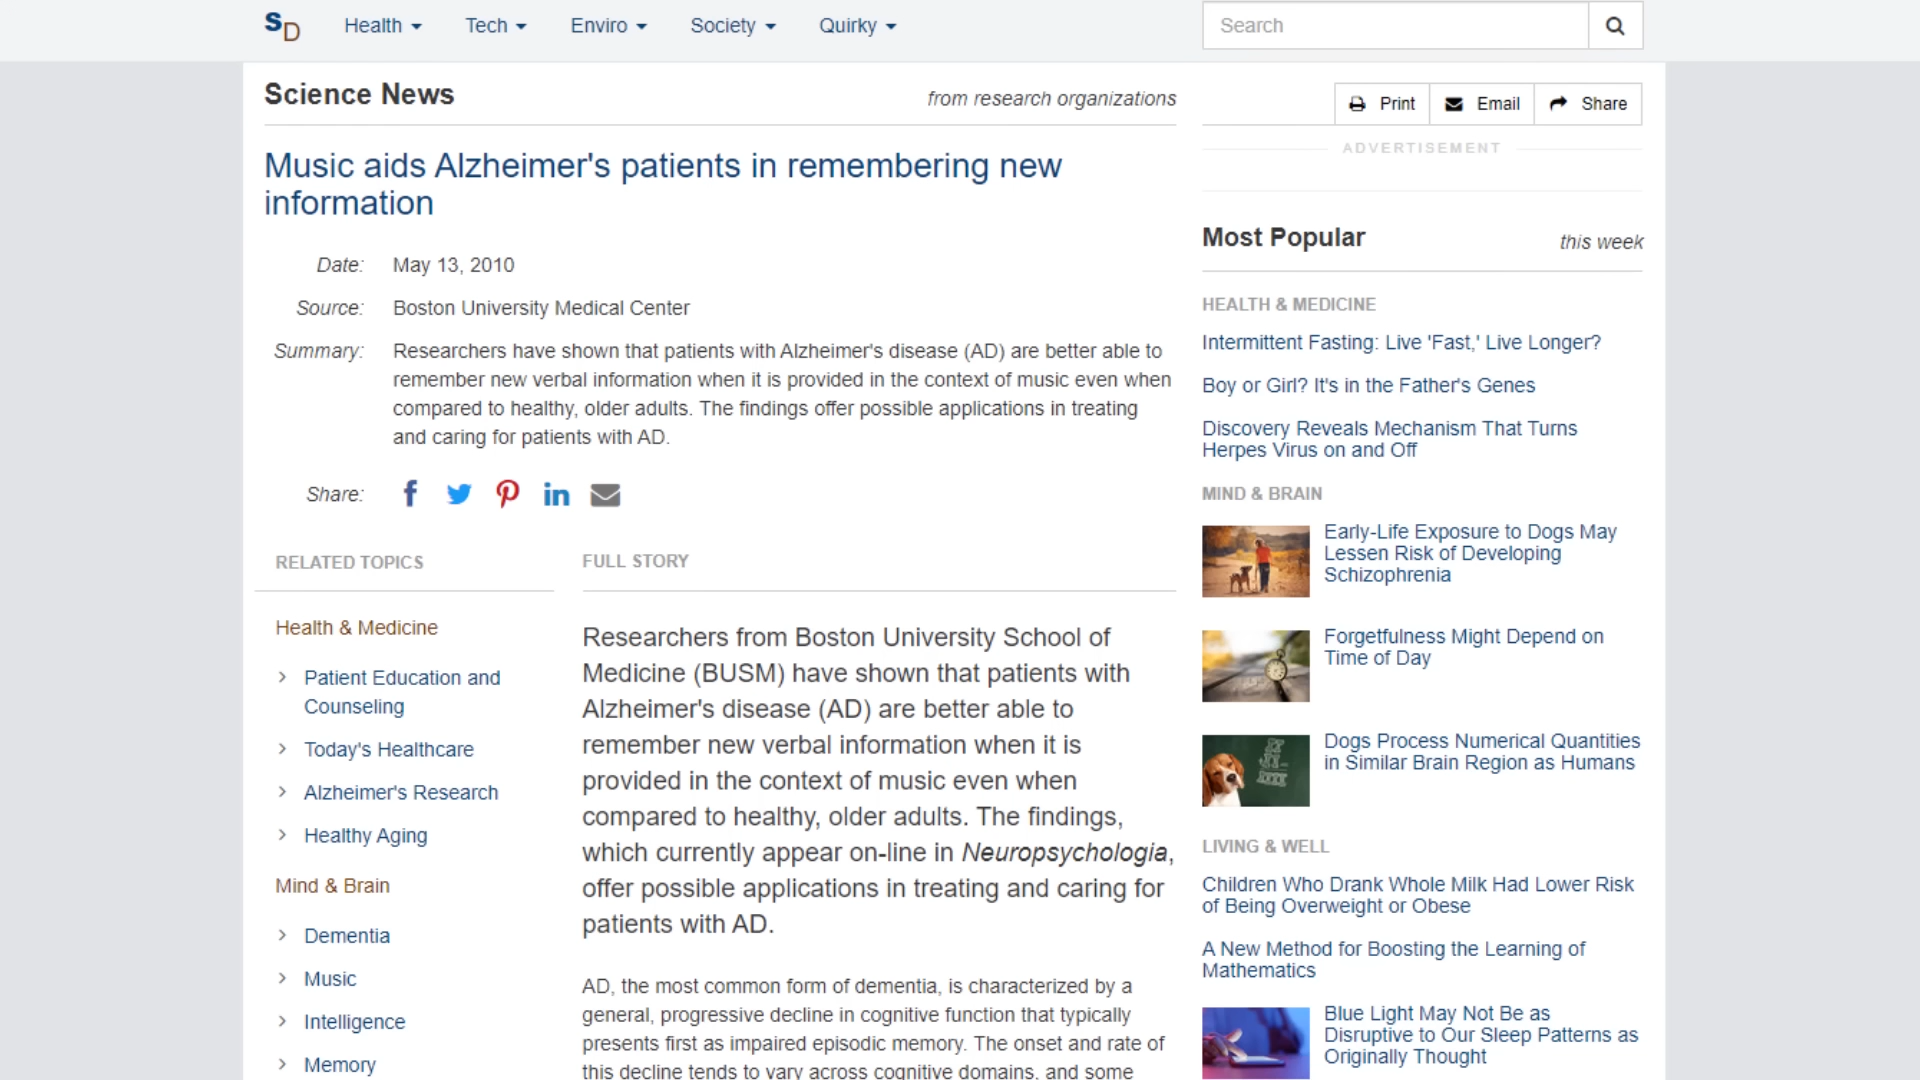 SD
Health
Tech
Enviro
Society
Quirky
Search
Science News
from research organizations
Print
Email
Share
ADVERTISEMENT
Music aids Alzheimer's patients in remembering new
information
Date:
May 13, 2010
Source:
Boston University Medical Center
Summary:
Researchers have shown that patients with Alzheimer's disease (AD) are better able to
remember new verbal information when it is provided in the context of music even when
compared to healthy, older adults. The findings offer possible applications in treating
and caring for patients with AD.
Share:
RELATED TOPICS
Health & Medicine
Patient Education and
Counseling
Today's Healthcare
Alzheimer's Research
Healthy Aging
Mind & Brain
Dementia
Music
Intelligence
Memory
FULL STORY
Researchers from Boston University School of
Medicine (BUSM) have shown that patients with
Alzheimer's disease (AD) are better able to
remember new verbal information when it is
provided in the context of music even when
compared to healthy, older adults. The findings,
which currently appear on-line in Neuropsychologia,
offer possible applications in treating and caring for
patients with AD.
AD, the most common form of dementia, is characterized by a
general, progressive decline in cognitive function that typically
presents first as impaired episodic memory. The onset and rate of
this decline tends to vary across cognitive domains, and some
Most Popular
this week
HEALTH & MEDICINE
Intermittent Fasting: Live 'Fast,' Live Longer?
Boy or Girl? It's in the Father's Genes
Discovery Reveals Mechanism That Turns
Herpes Virus on and Off
MIND & BRAIN
Early-Life Exposure to Dogs May
Lessen Risk of Developing
Schizophrenia
Forgetfulness Might Depend on
Time of Day
Dogs Process Numerical Quantities
in Similar Brain Region as Humans
LIVING & WELL
Children Who Drank Whole Milk Had Lower Risk
of Being Overweight or Obese
A New Method for Boosting the Learning of
Mathematics
Blue Light May Not Be as
Disruptive to Our Sleep Patterns as
Originally Thought